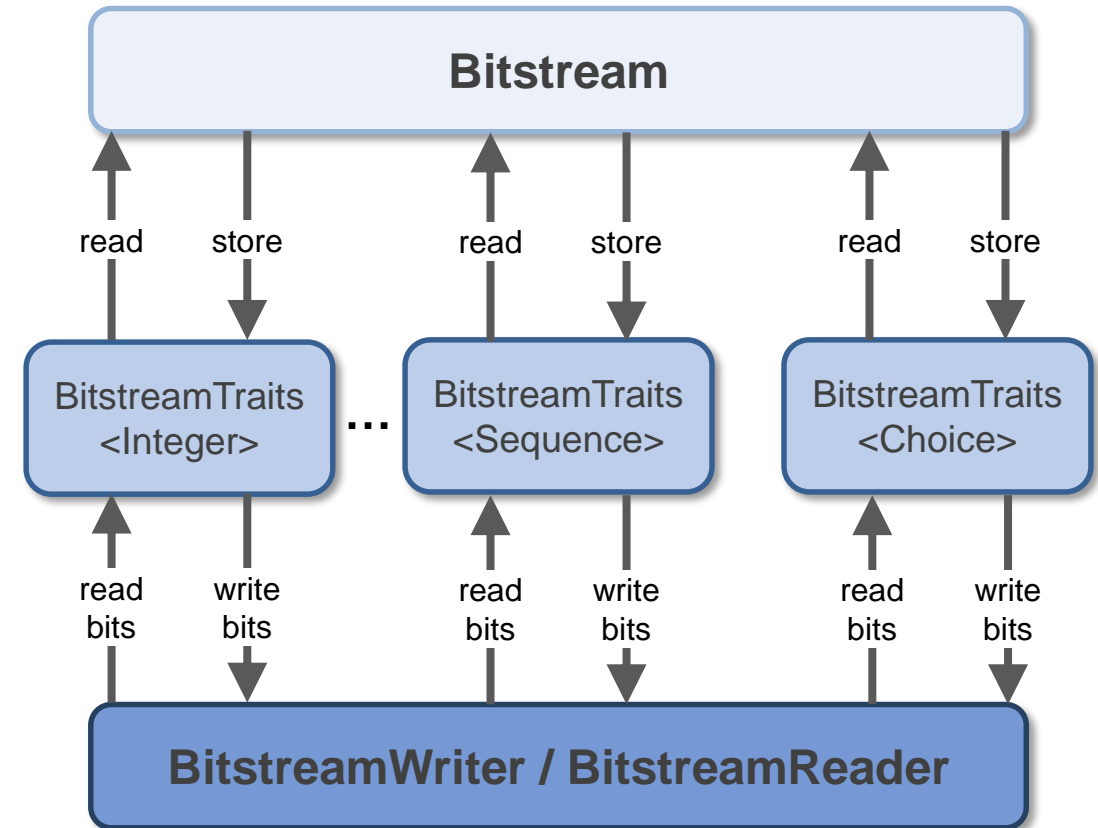 Bitstream
read store read store read store
BitstreamTraits
<Integer>
...
BitstreamTraits
<Sequence>
BitstreamTraits
<Choice>
read
bits
write
bits
read
bits
write
bits
read
bits
write
bits
BitstreamWriter / BitstreamReader